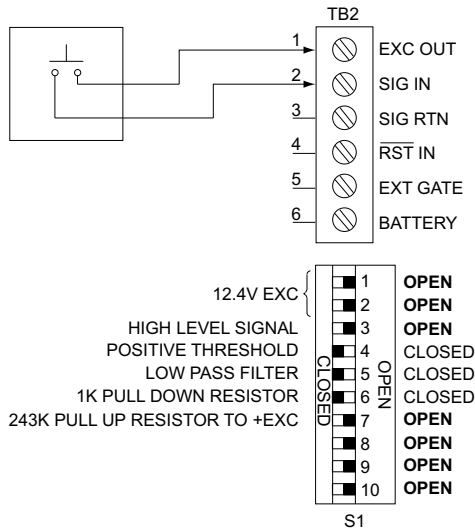 TB2
1 EXC OUT
2 SIG IN
3 SIG RTN
4 RST IN
5 EXT GATE
6 BATTERY
12.4V EXC
1 OPEN
2 OPEN
HIGH LEVEL SIGNAL 3 OPEN
POSITIVE THRESHOLD 4 CLOSED
LOW PASS FILTER 5 CLOSED
1K PULL DOWN RESISTOR 6 CLOSED
243K PULL UP RESISTOR TO +EXC 7 OPEN
8 OPEN
9 OPEN
10 OPEN
CLOSED
OPEN
S1